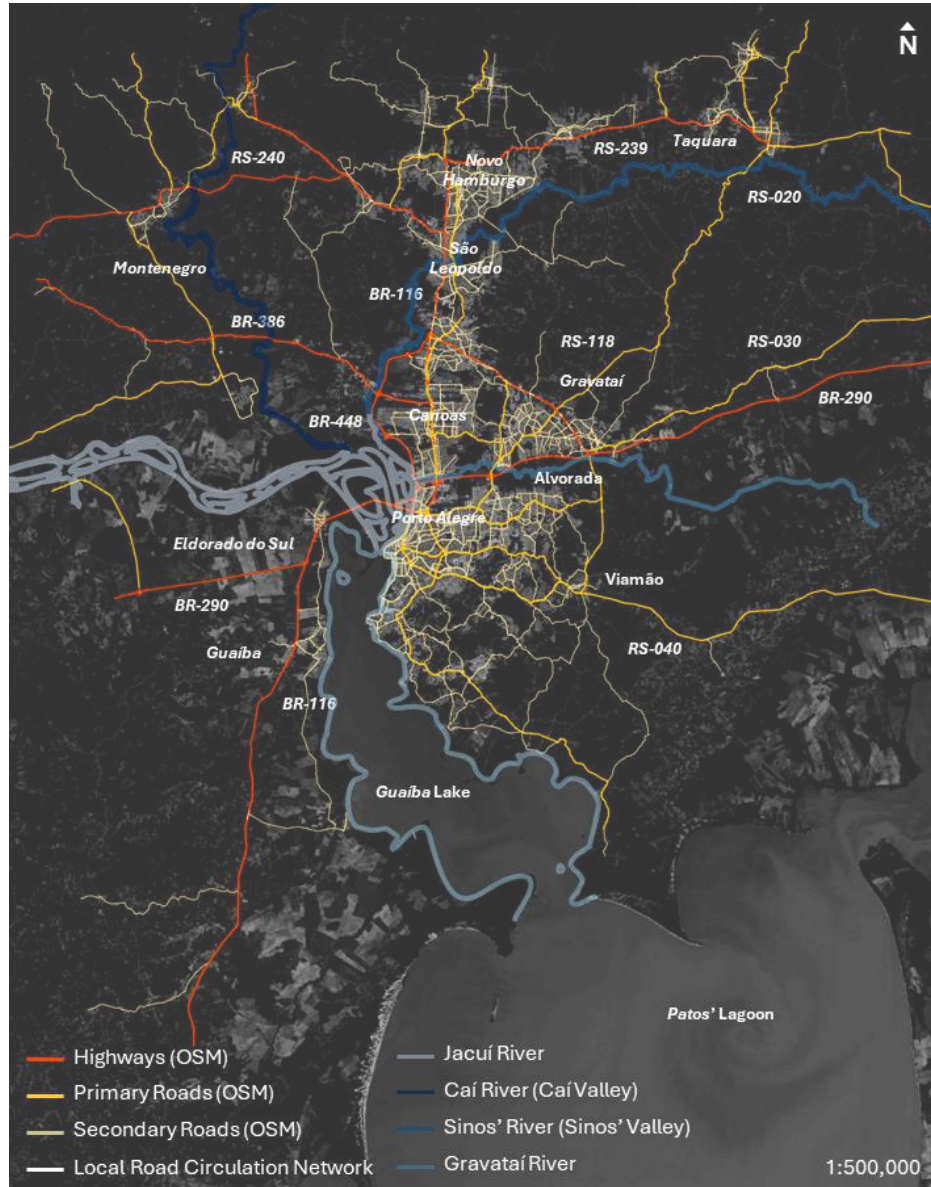 N
RS-240
Novo
Hamburgo
RS-239
Taquara
RS-020
São
Leopoldo
Montenegro
BR-116
BR-386
RS-118
RS-030
Gravataí
BR-290
BR-448
Canoas
Alvorada
Porto Alegre
Eldorado do Sul
Viamão
BR-290
Guaíba
RS-040
BR-116
Guaíba Lake
Patos' Lagoon
Highways (OSM)
Primary Roads (OSM)
Secondary Roads (OSM)
Local Road Circulation Network
Jacuí River
Caí River (Caí Valley)
Sinos' River (Sinos' Valley)
Gravataí River
1:500,000